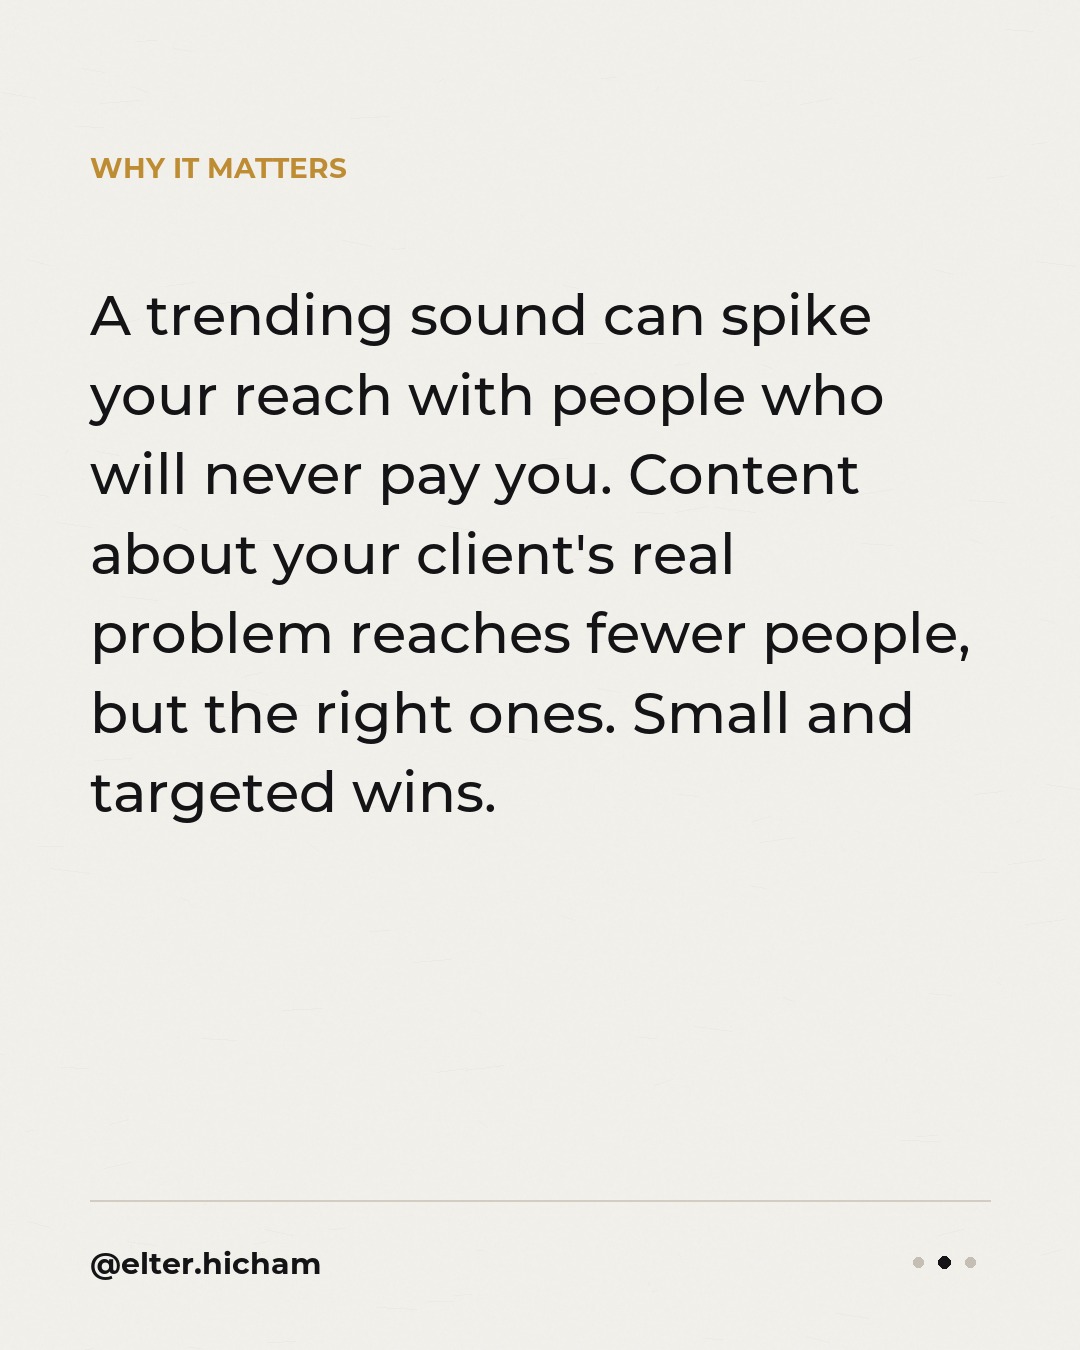 WHY IT MATTERS
A trending sound can spike
your reach with people who
will never pay you. Content
about your client's real
problem reaches fewer people,
but the right ones. Small and
targeted wins.
@elter.hicham